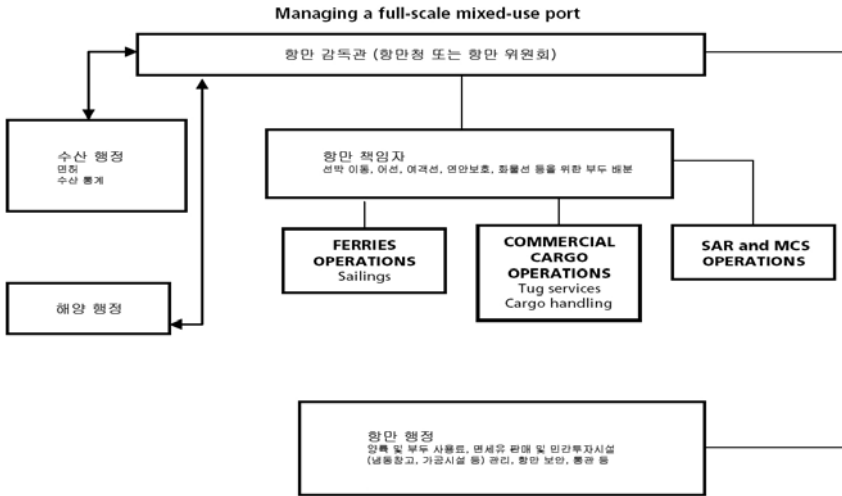 Managing a full-scale mixed-use port
항만 감독관 (항만청 또는 항만 위원회)
수산 행정
면허
수산 통계
항만 책임자
선박 이동, 어선, 여객선, 연안보호, 화물선 등을 위한 부두 배분
FERRIES
OPERATIONS
Sailings
COMMERCIAL
CARGO
OPERATIONS
Tug services
Cargo handling
SAR and MCS
OPERATIONS
해양 행정
항만 행정
양륙 및 부두 사용료, 면세유 판매 및 민간투자시설
(냉동창고, 가공시설 등) 관리, 항만 보안, 통관 등